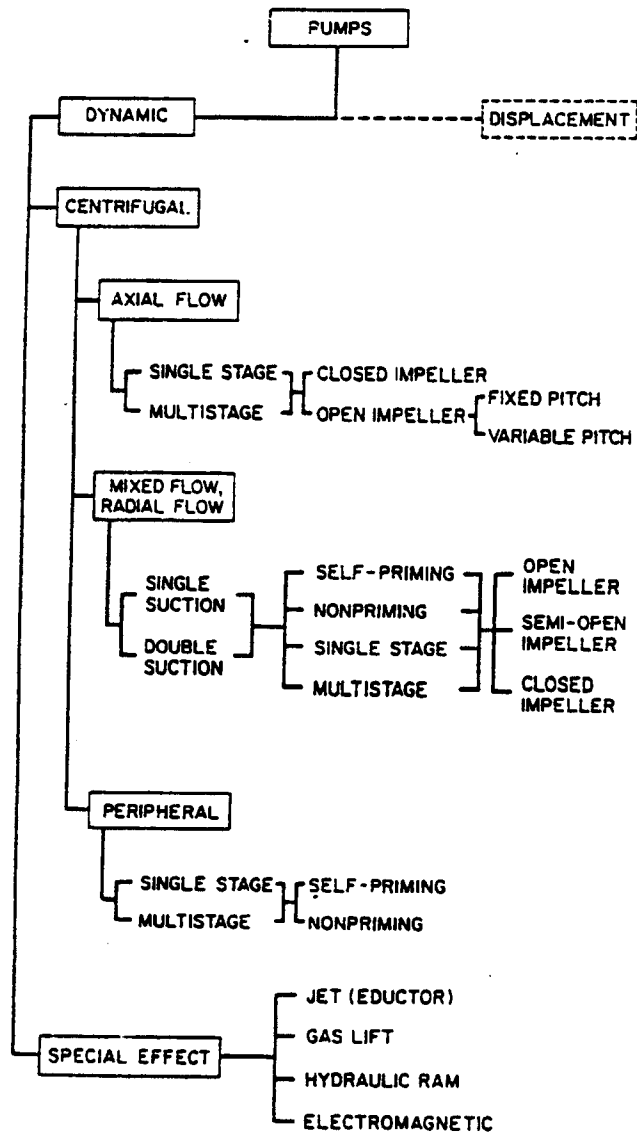 PUMPS
DYNAMIC
DISPLACEMENT
CENTRIFUGAL
AXIAL FLOW
SINGLE STAGE
CLOSED IMPELLER
MULTISTAGE
OPEN IMPELLER
FIXED PITCH
VARIABLE PITCH
MIXED FLOW,
RADIAL FLOW
SINGLE
SUCTION
DOUBLE
SUCTION
SELF-PRIMING
NONPRIMING
SINGLE STAGE
MULTISTAGE
OPEN
IMPELLER
SEMI-OPEN
IMPELLER
CLOSED
IMPELLER
PERIPHERAL
SINGLE STAGE
SELF-PRIMING
MULTISTAGE
NONPRIMING
SPECIAL EFFECT
JET (EDUCTOR)
GAS LIFT
HYDRAULIC RAM
ELECTROMAGNETIC